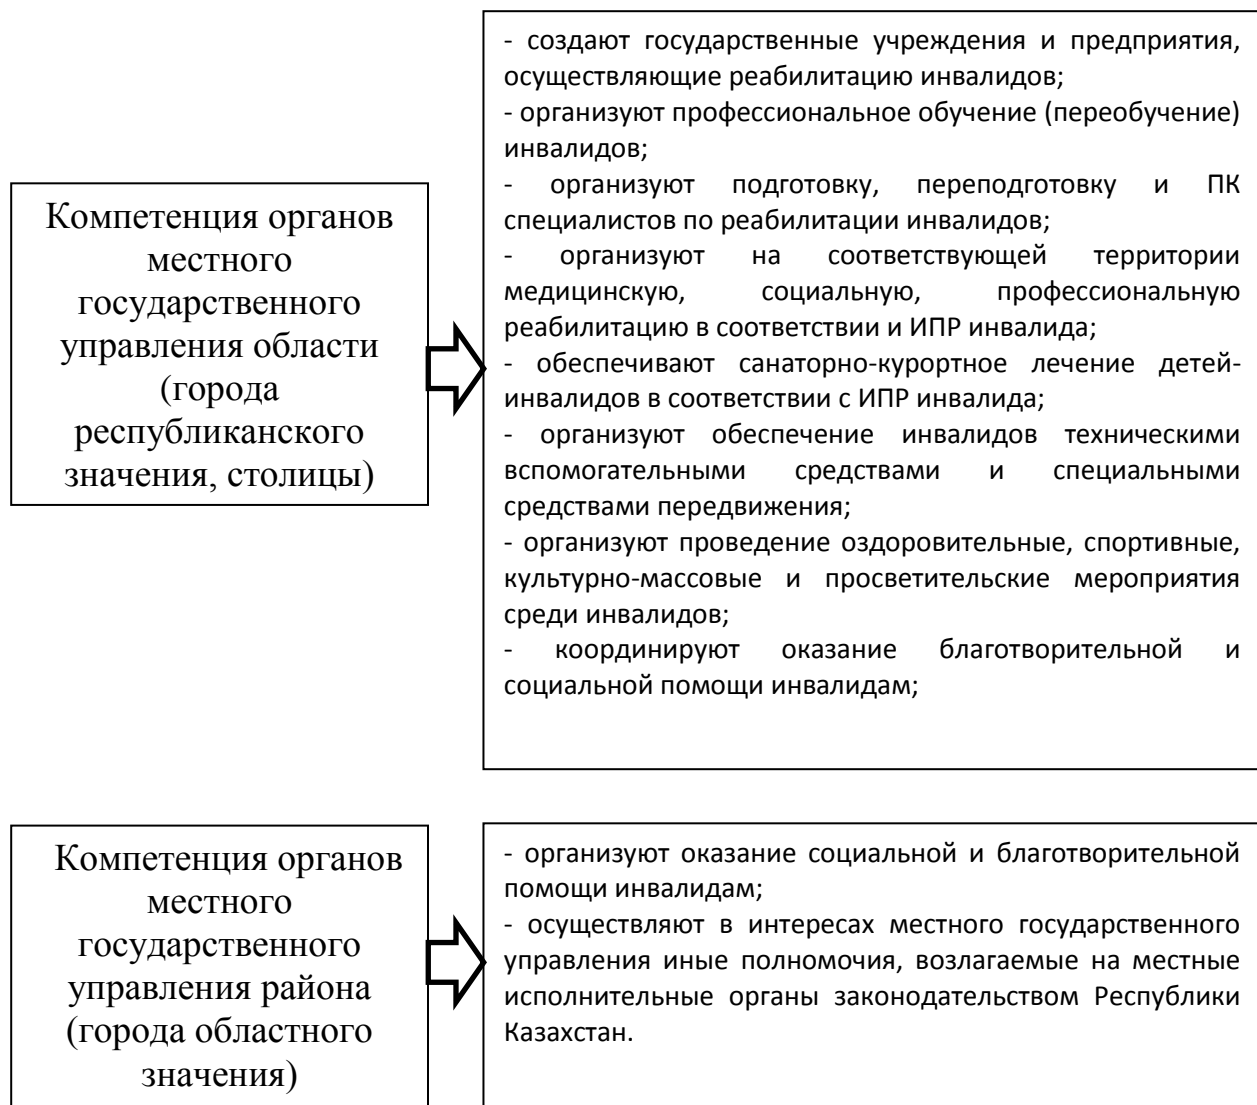 Компетенция органов
местного
государственного
управления области
(города
республиканского
значения, столицы)
- создают государственные учреждения и предприятия,
осуществляющие реабилитацию инвалидов;
- организуют профессиональное обучение (переобучение)
инвалидов;
- организуют подготовку, переподготовку и ПК
специалистов по реабилитации инвалидов;
- организуют на соответствующей территории
медицинскую, социальную, профессиональную
реабилитацию в соответствии и ИПР инвалида;
- обеспечивают санаторно-курортное лечение детей-
инвалидов в соответствии с ИПР инвалида;
- организуют обеспечение инвалидов техническими
вспомогательными средствами и специальными
средствами передвижения;
- организуют проведение оздоровительные, спортивные,
культурно-массовые и просветительские мероприятия
среди инвалидов;
- координируют оказание благотворительной и
социальной помощи инвалидам;
Компетенция органов
местного
государственного
управления района
(города областного
значения)
- организуют оказание социальной и благотворительной
помощи инвалидам;
- осуществляют в интересах местного государственного
управления иные полномочия, возлагаемые на местные
исполнительные органы законодательством Республики
Казахстан.